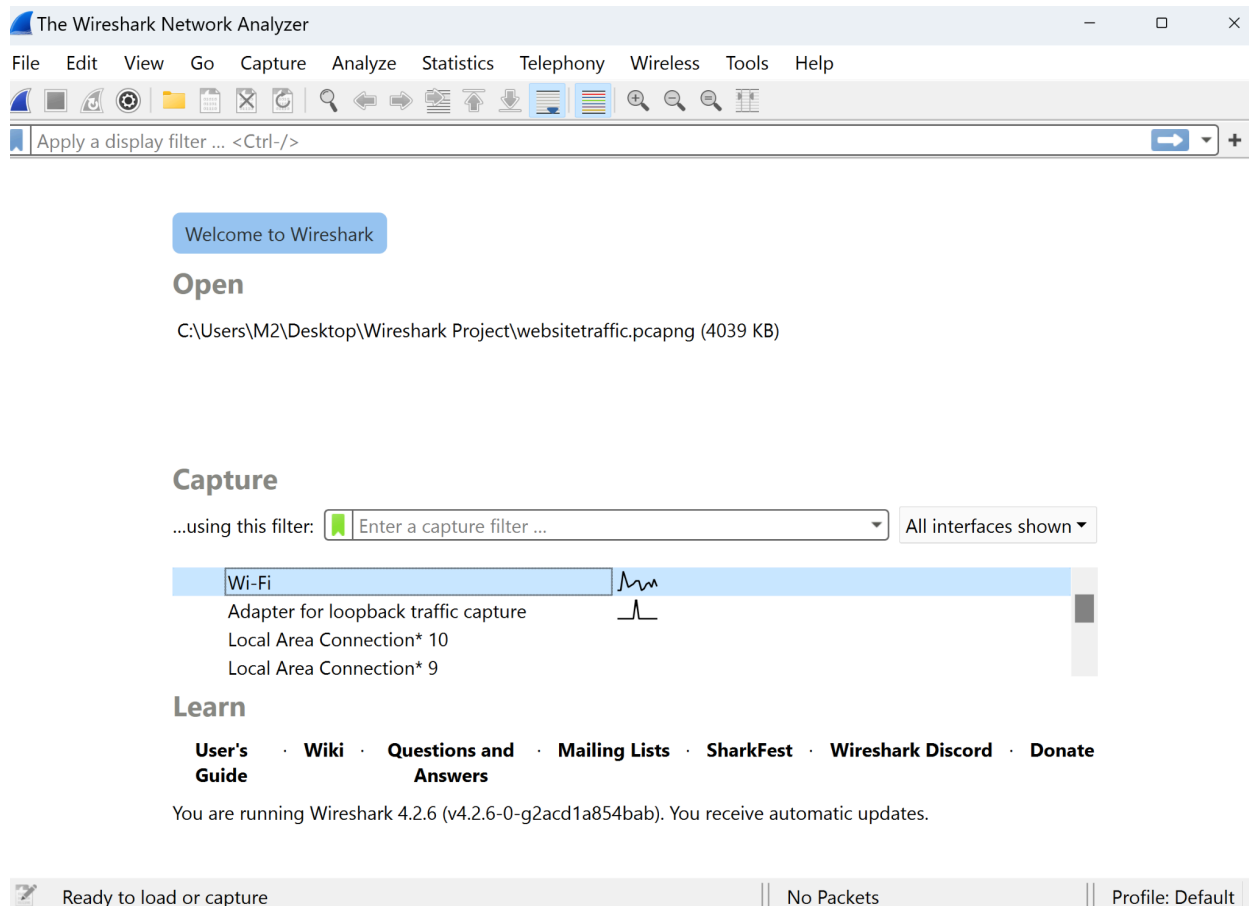 The Wireshark Network Analyzer
File Edit View Go Capture Analyze Statistics Telephony Wireless Tools Help
Apply a display filter ... <Ctrl-/>
Welcome to Wireshark
Open
C:\Users\M2\Desktop\Wireshark Project\websitetraffic.pcapng (4039 KB)
Capture
...using this filter: Enter a capture filter ... All interfaces shown
Wi-Fi
Adapter for loopback traffic capture
Local Area Connection* 10
Local Area Connection* 9
Learn
User's Guide · Wiki · Questions and Answers · Mailing Lists · SharkFest · Wireshark Discord · Donate
You are running Wireshark 4.2.6 (v4.2.6-0-g2acd1a854bab). You receive automatic updates.
Ready to load or capture No Packets Profile: Default